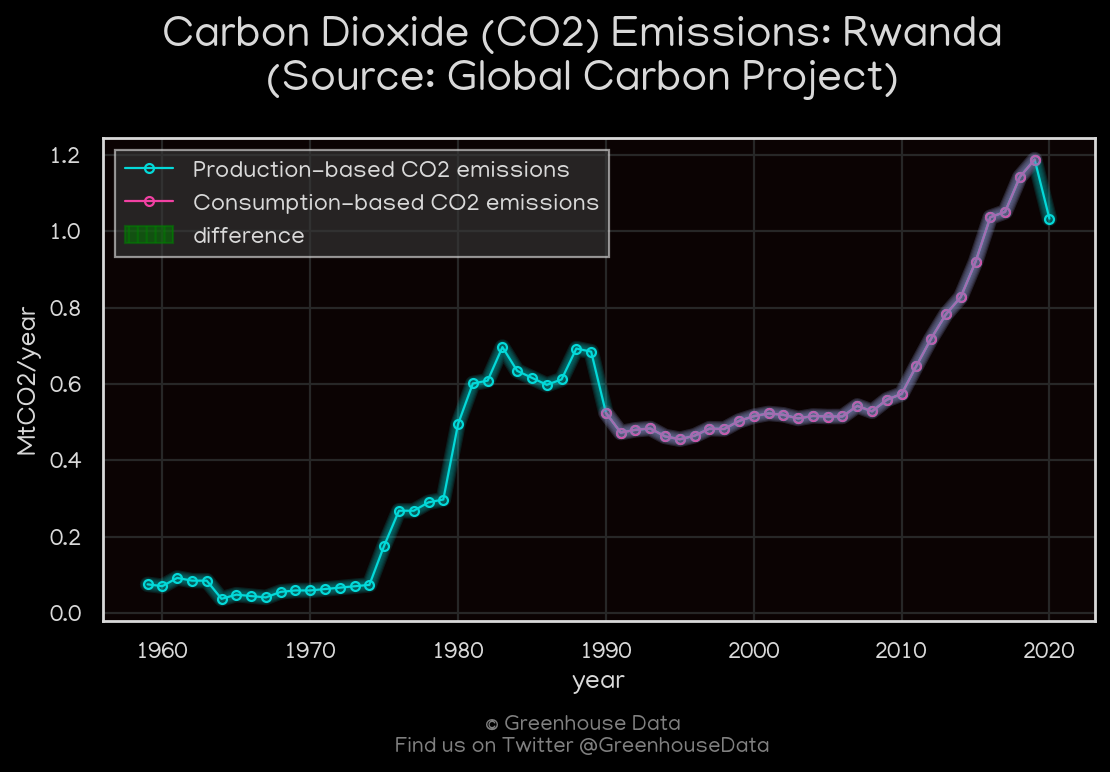 Carbon Dioxide (CO2) Emissions: Rwanda
(Source: Global Carbon Project)
Production-based CO2 emissions
Consumption-based CO2 emissions
difference
MtCO2/year
1.2
1.0
0.8
0.6
0.4
0.2
0.0
1960 1970 1980 1990 2000 2010 2020
year
© Greenhouse Data
Find us on Twitter @GreenhouseData